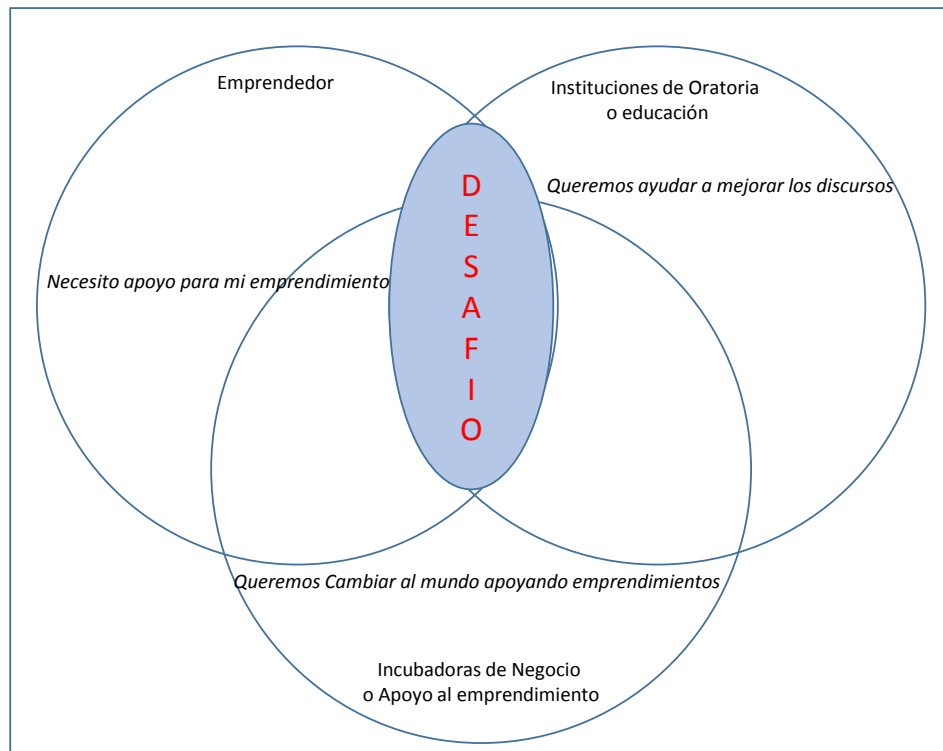 Emprendedor
Instituciones de Oratoria
o educación
D
E
S
A
F
I
O
Queremos ayudar a mejorar los discursos
Necesito apoyo para mi emprendimiento
Queremos Cambiar al mundo apoyando emprendimientos
Incubadoras de Negocio
o Apoyo al emprendimiento